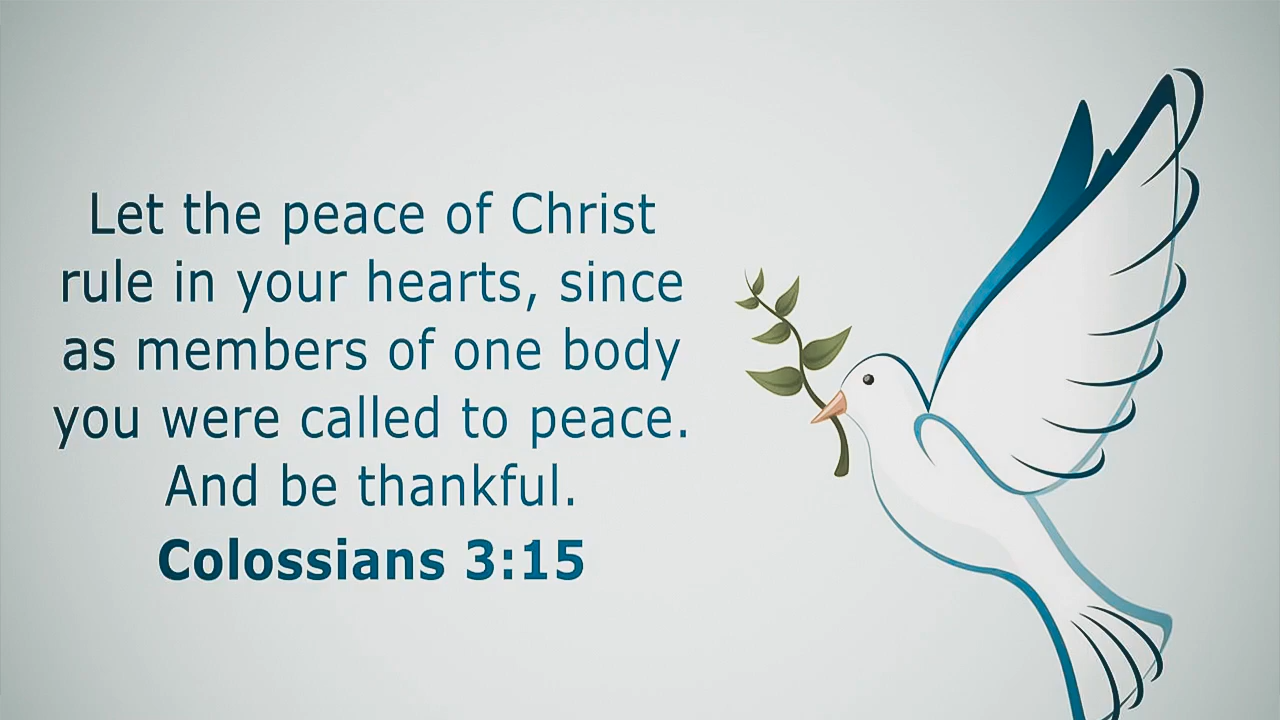 Let the peace of Christ
rule in your hearts, since
as members of one body
you were called to peace.
And be thankful.
Colossians 3:15